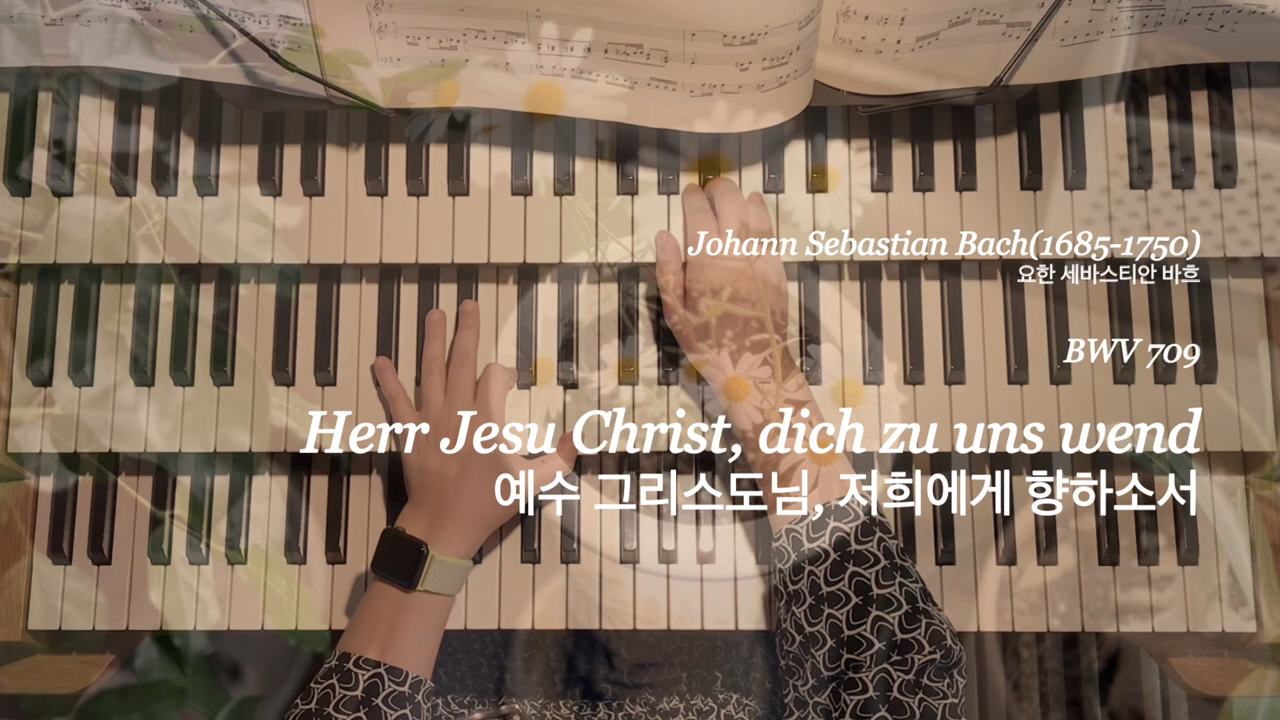 Johann Sebastian Bach(1685-1750)
요한 세바스티안 바흐
BWV 709
Herr Jesu Christ, dich zu uns wend
예수 그리스도님, 저희에게 향하소서